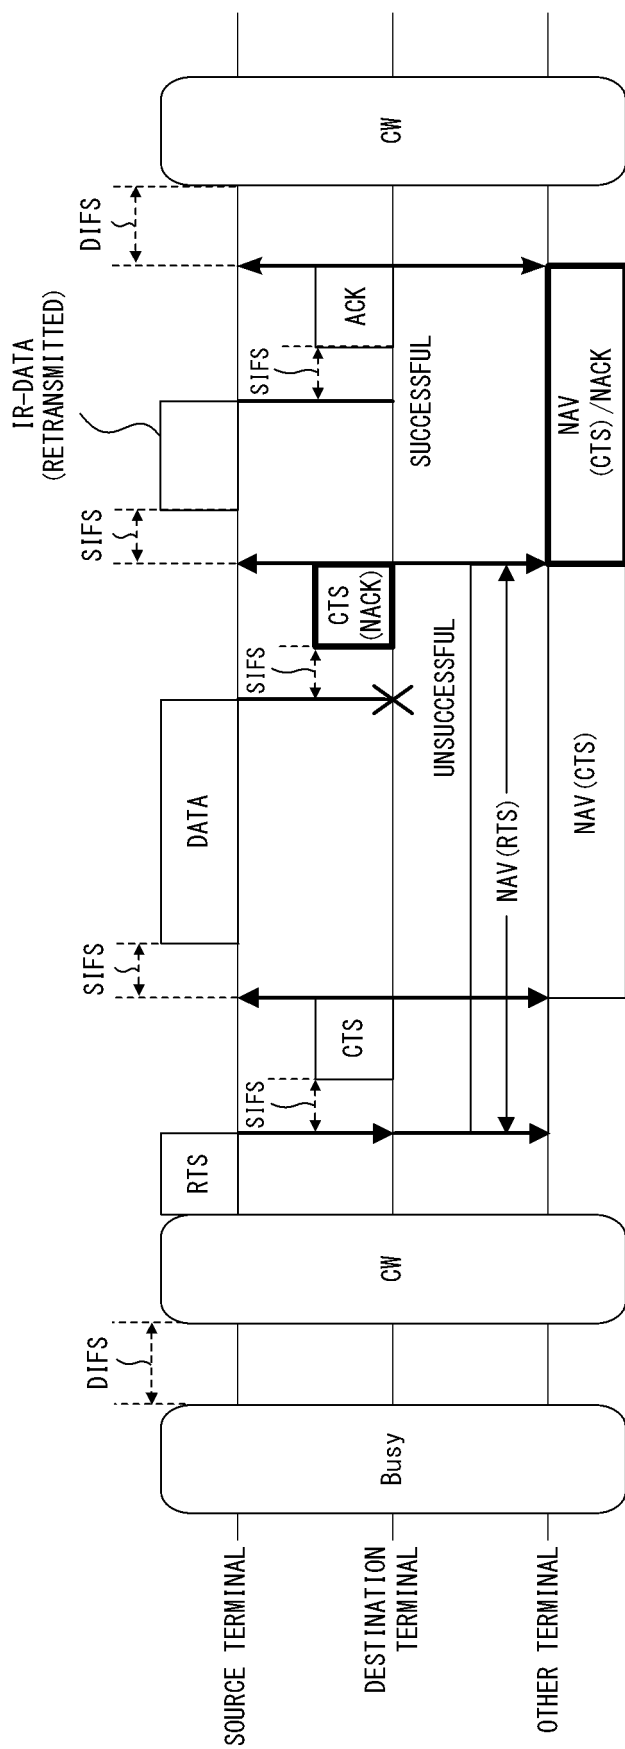 SOURCE TERMINAL
DESTINATION
TERMINAL
OTHER TERMINAL
Busy
DIFS
CW
RTS
SIFS
CTS
SIFS
DATA
NAV(RTS)
NAV(CTS)
UNSUCCESSFUL
SIFS
CTS
(NACK)
SIFS
IR-DATA
(RETRANSMITTED)
SUCCESSFUL
SIFS
ACK
NAV
(CTS)/NACK
DIFS
CW